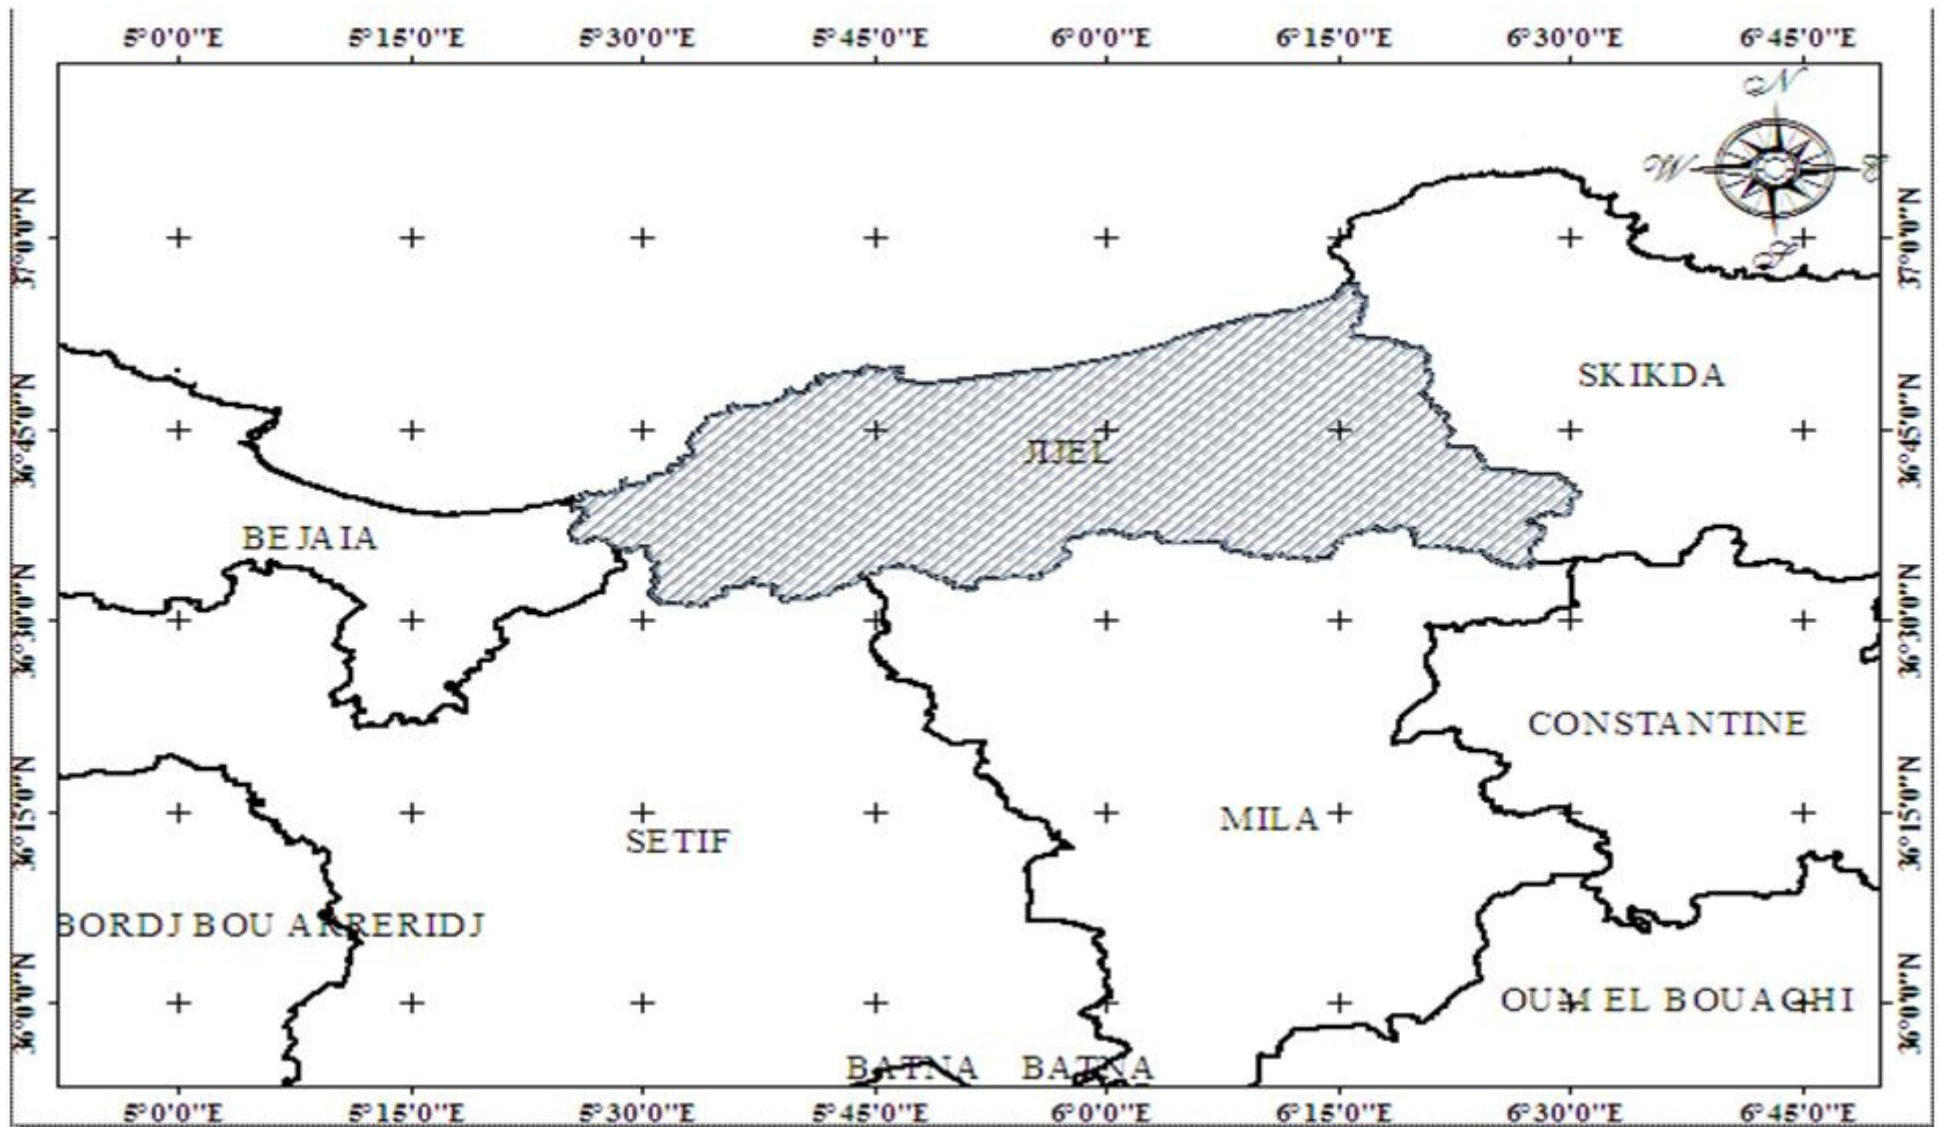 5°0'0"E 5°15'0"E 5°30'0"E 5°45'0"E 6°0'0"E 6°15'0"E 6°30'0"E 6°45'0"E
N
W E
S
37°0'0"N 37°0'0"N
SKIKDA
36°45'0"N 36°45'0"N
JIJEL
BEJAIA
36°30'0"N 36°30'0"N
CONSTANTINE
36°15'0"N 36°15'0"N
MILA
SETIF
BORDJ BOU ARRERIDJ
36°0'0"N 36°0'0"N
OUM EL BOUAGHI
BATNA BATNA
5°0'0"E 5°15'0"E 5°30'0"E 5°45'0"E 6°0'0"E 6°15'0"E 6°30'0"E 6°45'0"E